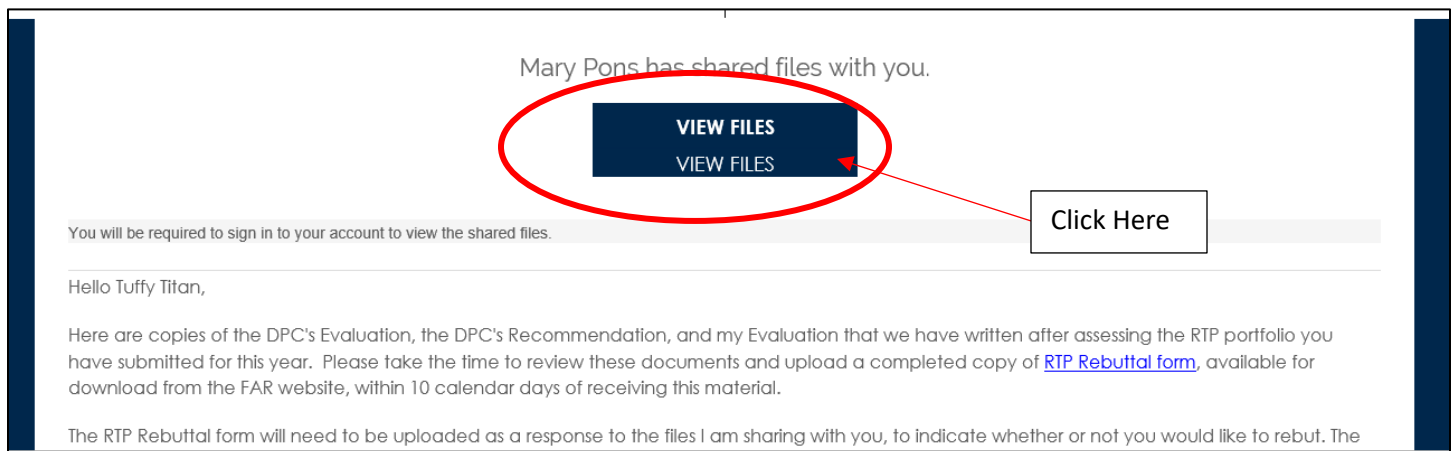 Mary Pons has shared files with you.
VIEW FILES
VIEW FILES
Click Here
You will be required to sign in to your account to view the shared files.
Hello Tuffy Titan,
Here are copies of the DPC's Evaluation, the DPC's Recommendation, and my Evaluation that we have written after assessing the RTP portfolio you
have submitted for this year. Please take the time to review these documents and upload a completed copy of RTP Rebuttal form, available for
download from the FAR website, within 10 calendar days of receiving this material.
The RTP Rebuttal form will need to be uploaded as a response to the files I am sharing with you, to indicate whether or not you would like to rebut. The